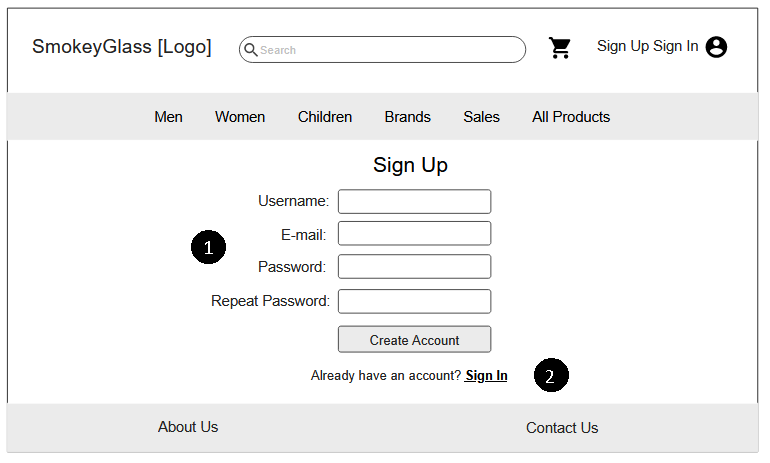 SmokeyGlass [Logo] Search Sign Up Sign In
Men Women Children Brands Sales All Products
Sign Up
Username:
E-mail:
1
Password:
Repeat Password:
Create Account
Already have an account? Sign In 2
About Us Contact Us